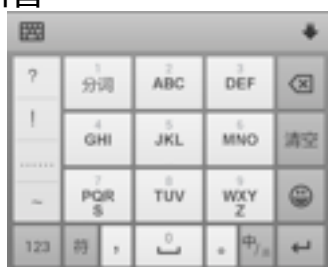 ?
1 2 3
分词 ABC DEF
!
4 5 6
GHI JKL MNO 清空
……
7 8 9
PQRS TUV WXYZ
~
123 符 , 0 。 中/